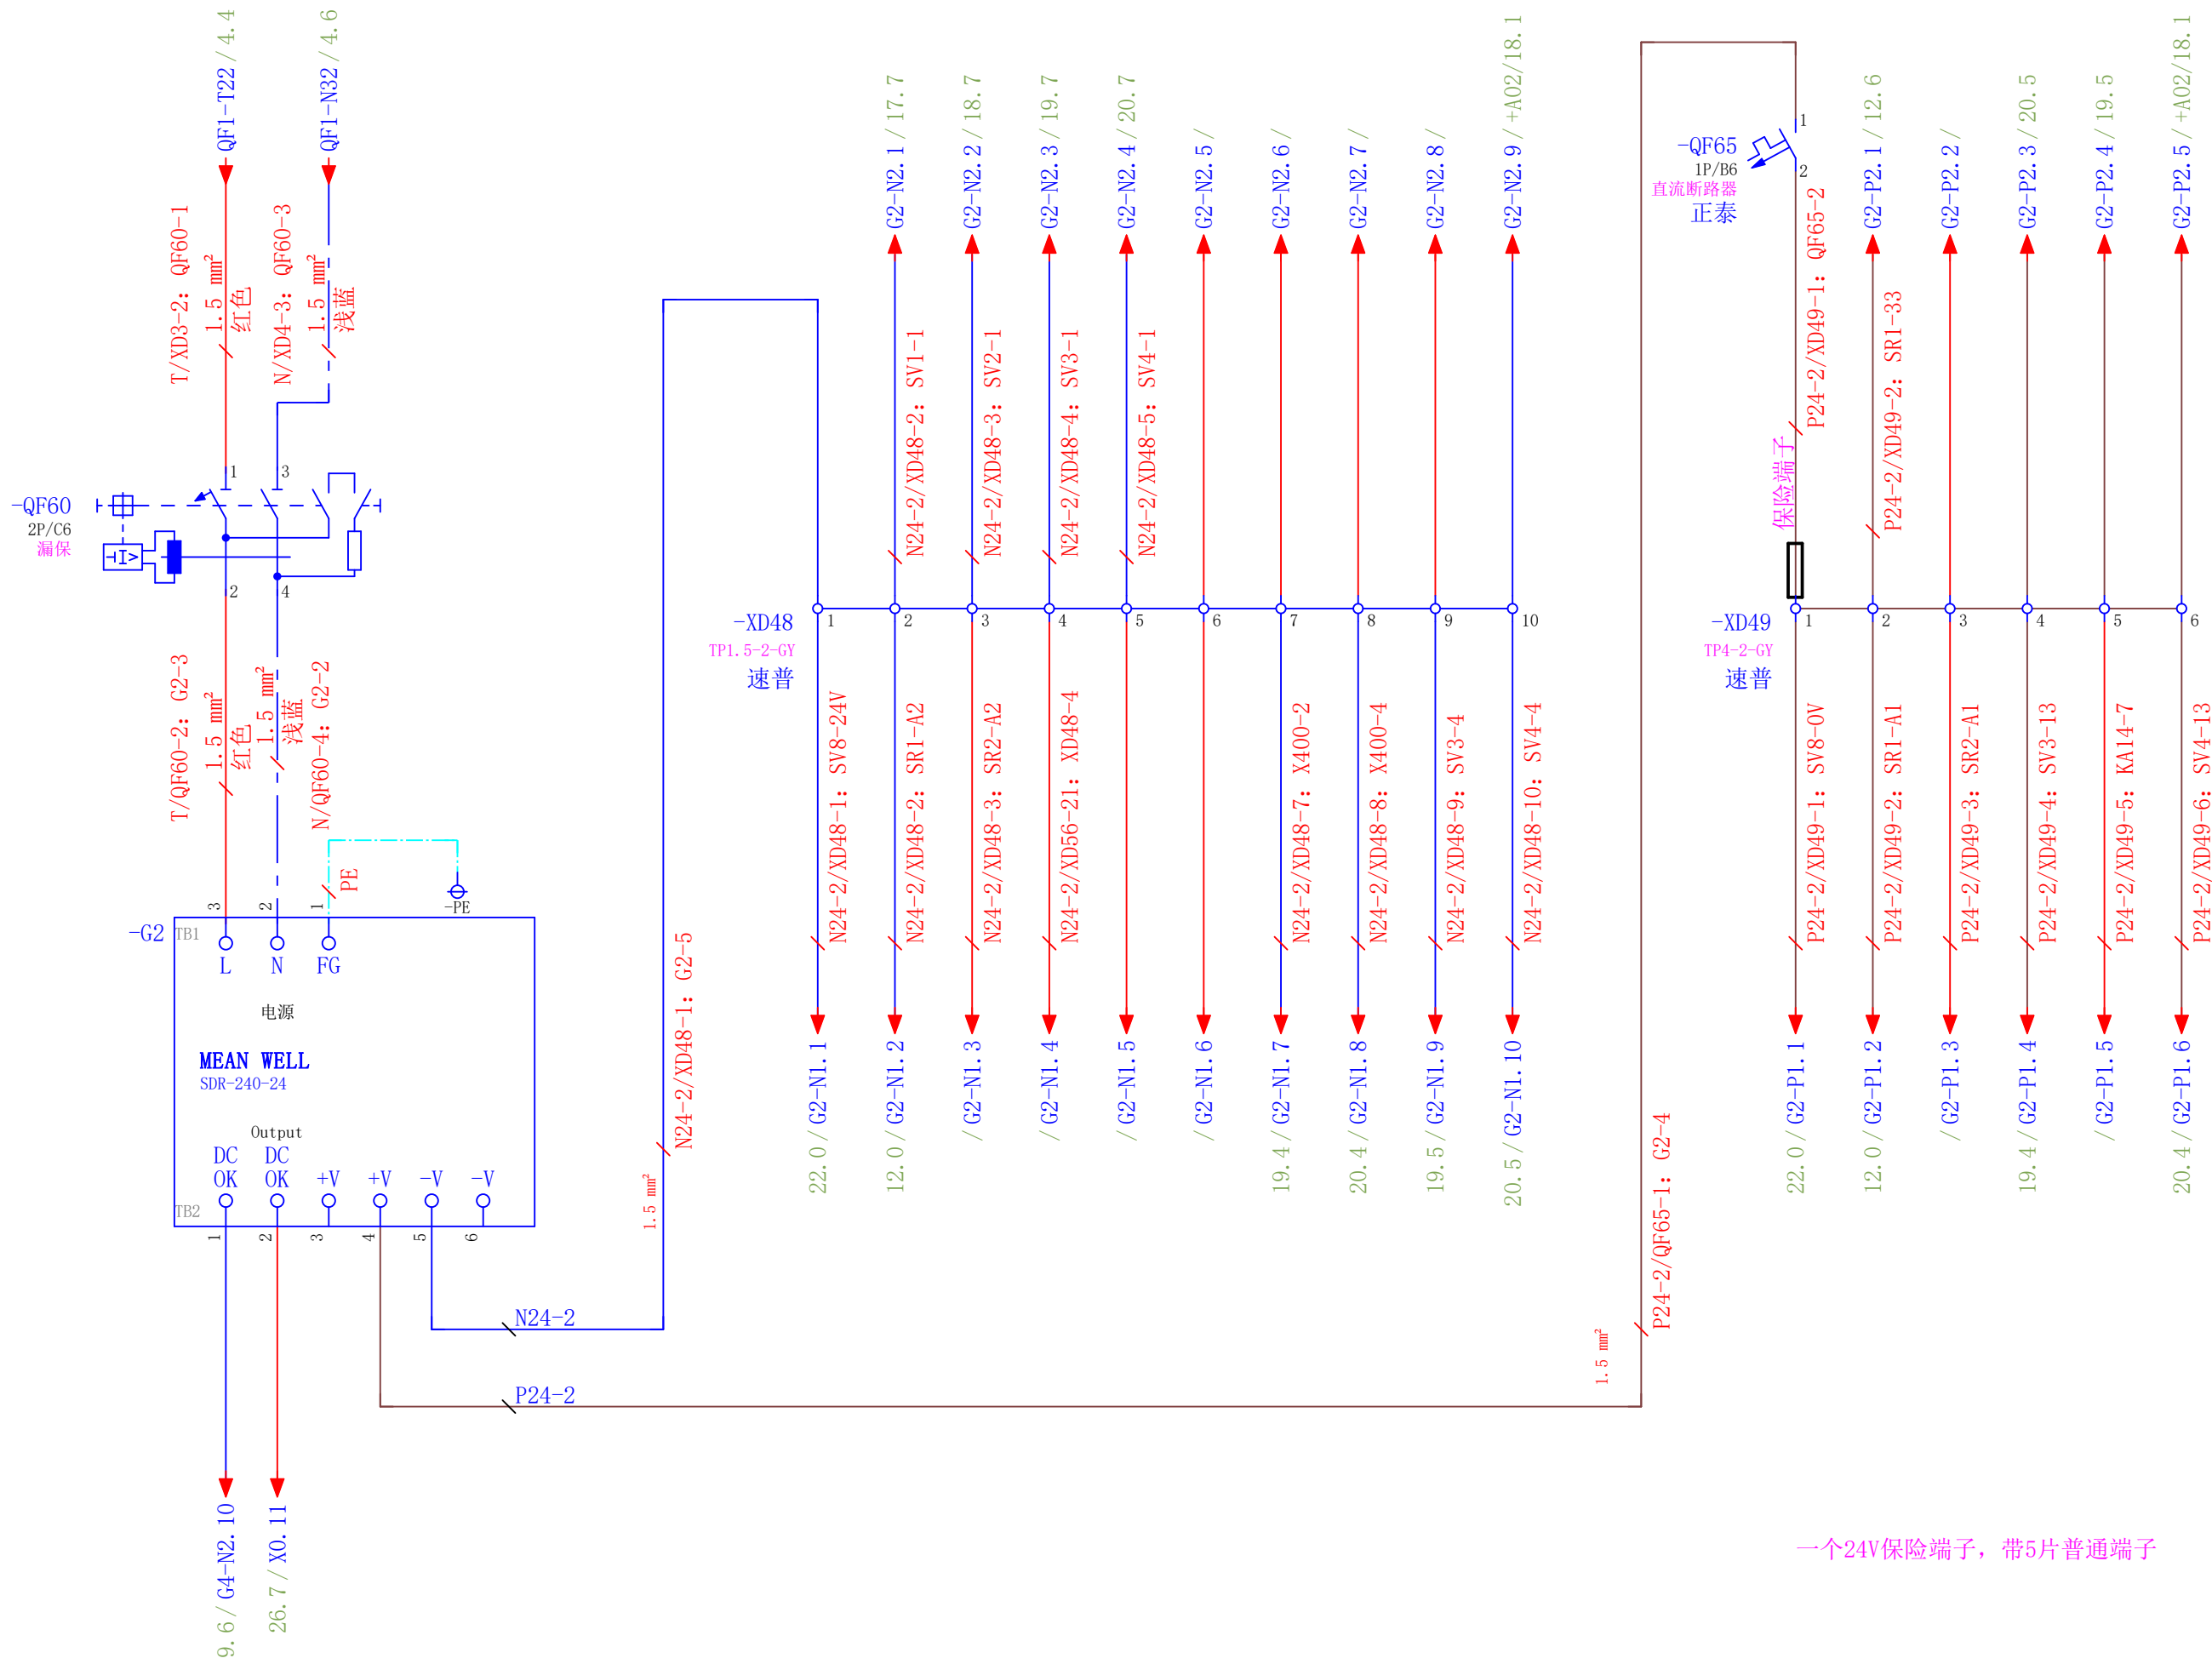 QF1-T22/4.4
QF1-N32/4.6
T/XD3-2: QF60-1
1.5 mm²
红色
N/XD4-3: QF60-3
1.5 mm²
浅蓝
-QF60
2P/C6
漏保
1
3
2
4
I>
T/QF60-2: G2-3
1.5 mm²
红色
1.5 mm²
浅蓝
N/QF60-4: G2-2
PE
-PE
3
2
1
-G2
TB1
L
N
FG
电源
MEAN WELL
SDR-240-24
Output
DC OK
DC OK
+V
+V
-V
-V
TB2
1
2
3
4
5
6
9.6/G4-N2.10
26.7/X0.11
N24-2
P24-2
N24-2/XD48-1: G2-5
1.5 mm²
G2-N2.1/17.7
G2-N2.2/18.7
G2-N2.3/19.7
G2-N2.4/20.7
G2-N2.5/
G2-N2.6/
G2-N2.7/
G2-N2.8/
G2-N2.9/+A02/18.1
N24-2/XD48-2: SV1-1
N24-2/XD48-3: SV2-1
N24-2/XD48-4: SV3-1
N24-2/XD48-5: SV4-1
-XD48
TP1.5-2-GY
速普
1
2
3
4
5
6
7
8
9
10
N24-2/XD48-1: SV8-24V
N24-2/XD48-2: SR1-A2
N24-2/XD48-3: SR2-A2
N24-2/XD56-21: XD48-4
N24-2/XD48-7: X400-2
N24-2/XD48-8: X400-4
N24-2/XD48-9: SV3-4
N24-2/XD48-10: SV4-4
22.0/G2-N1.1
12.0/G2-N1.2
/G2-N1.3
/G2-N1.4
/G2-N1.5
/G2-N1.6
19.4/G2-N1.7
20.4/G2-N1.8
19.5/G2-N1.9
20.5/G2-N1.10
P24-2/QF65-1: G2-4
1.5 mm²
-QF65
1P/B6
直流断路器
正泰
1
2
P24-2/XD49-1: QF65-2
保险端子
G2-P2.1/12.6
G2-P2.2/
G2-P2.3/20.5
G2-P2.4/19.5
G2-P2.5/+A02/18.1
P24-2/XD49-2: SR1-33
-XD49
TP4-2-GY
速普
1
2
3
4
5
6
P24-2/XD49-1: SV8-0V
P24-2/XD49-2: SR1-A1
P24-2/XD49-3: SR2-A1
P24-2/XD49-4: SV3-13
P24-2/XD49-5: KA14-7
P24-2/XD49-6: SV4-13
22.0/G2-P1.1
12.0/G2-P1.2
/G2-P1.3
19.4/G2-P1.4
/G2-P1.5
20.4/G2-P1.6
一个24V保险端子，带5片普通端子